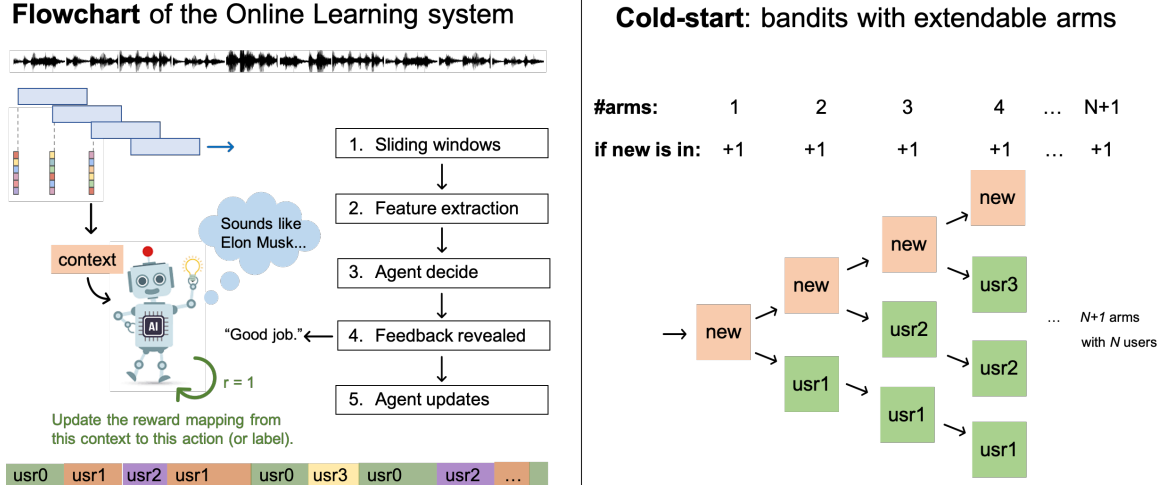 Flowchart of the Online Learning system
1. Sliding windows
2. Feature extraction
3. Agent decide
4. Feedback revealed
5. Agent updates
Sounds like
Elon Musk...
context
AI
“Good job.”
r = 1
Update the reward mapping from
this context to this action (or label).
usr0 usr1 usr2 usr1 usr0 usr3 usr0 usr2 ...
Cold-start: bandits with extendable arms
#arms: 1 2 3 4 ... N+1
if new is in: +1 +1 +1 +1 ... +1
new
new
new
new
usr3
usr2
usr1
usr2
usr1
usr1
... N+1 arms
with N users